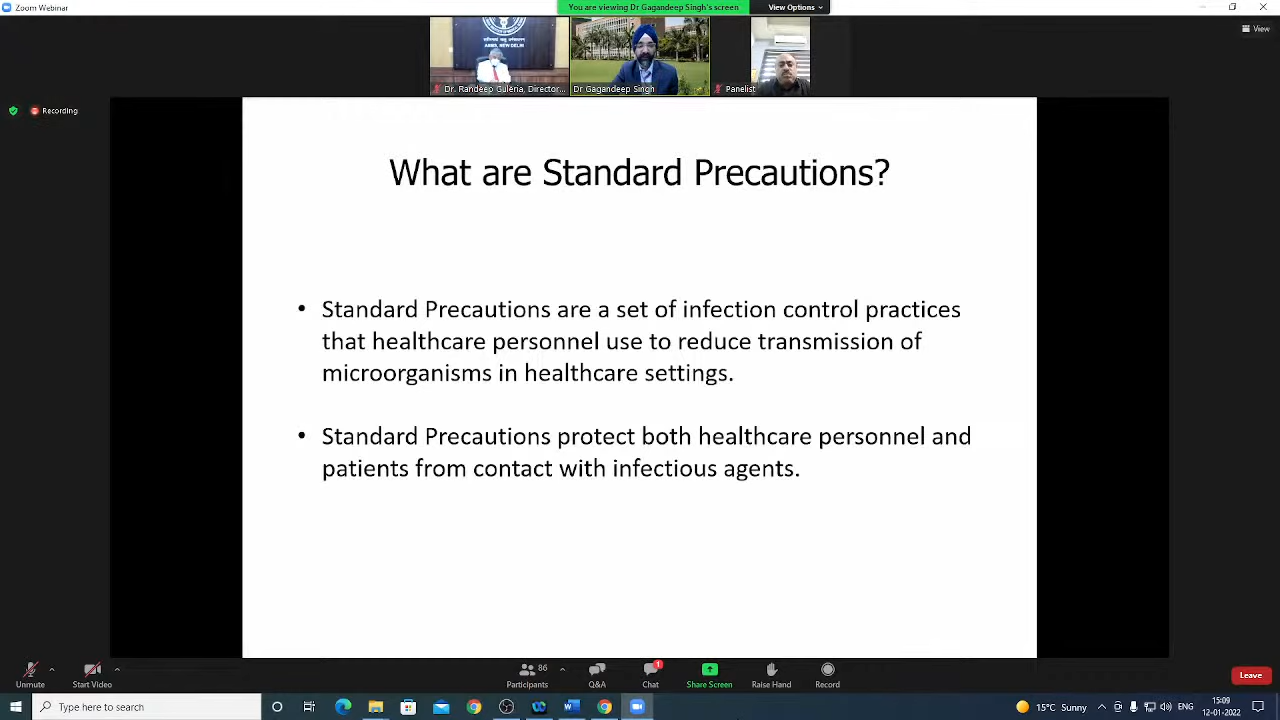 Zoom Webinar
You are viewing Dr Gagandeep Singh's screen
View Options
View
AIIMS, NEW DELHI
Dr. Randeep Guleria, Director...
Dr Gagandeep Singh
Panelist
Recording
What are Standard Precautions?
• Standard Precautions are a set of infection control practices
that healthcare personnel use to reduce transmission of
microorganisms in healthcare settings.
• Standard Precautions protect both healthcare personnel and
patients from contact with infectious agents.
Unmute
Start Video
86
Participants
Q&A
1
Chat
Share Screen
Raise Hand
Record
Leave
Type here to search
15°C Sunny
ENG
15:09
12-01-2022